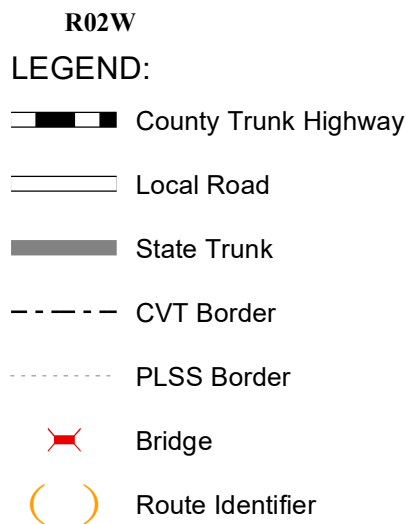 R02W
LEGEND:
County Trunk Highway
Local Road
State Trunk
CVT Border
PLSS Border
Bridge
( ) Route Identifier